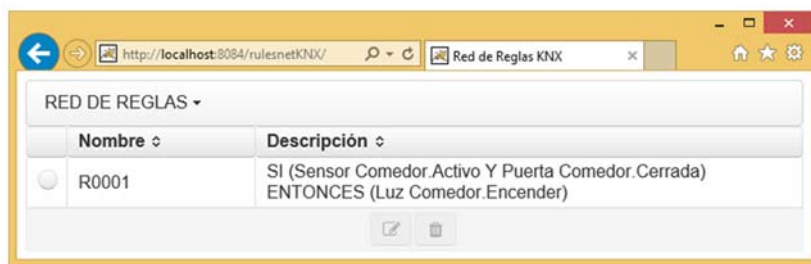 http://localhost:8084/rulesnetKNX/
Red de Reglas KNX
RED DE REGLAS
Nombre
Descripción
R0001
SI (Sensor Comedor.Activo Y Puerta Comedor.Cerrada)
ENTONCES (Luz Comedor.Encender)